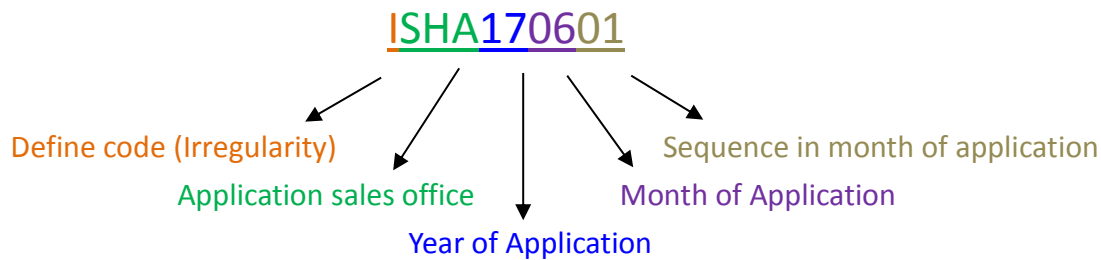 ISHA170601
Define code (Irregularity)
Sequence in month of application
Application sales office
Month of Application
Year of Application